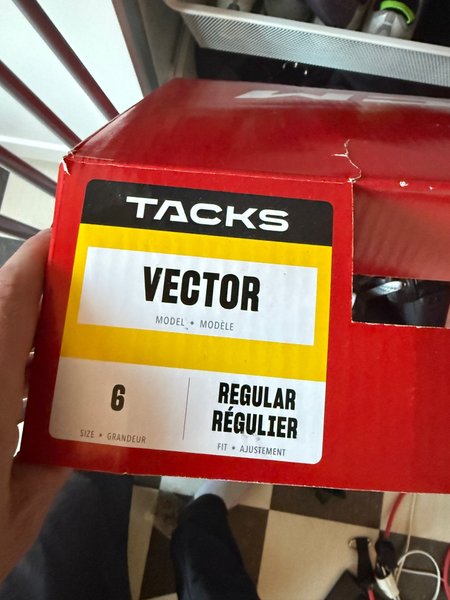 TACKS
VECTOR
MODEL • MODÈLE
6
SIZE • GRANDEUR
REGULAR
RÉGULIER
FIT • AJUSTEMENT